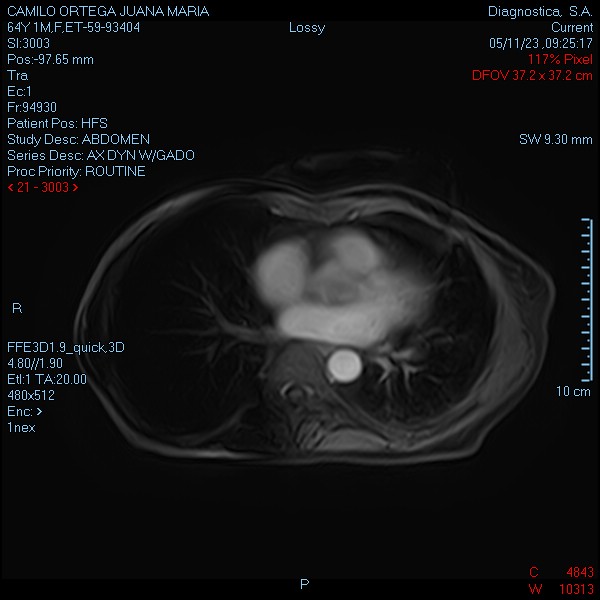 CAMILO ORTEGA JUANA MARIA
64Y 1M,F,ET-59-93404
SI:3003
Pos:-97.65 mm
Tra
Ec:1
Fr:94930
Patient Pos: HFS
Study Desc: ABDOMEN
Series Desc: AX DYN W/GADO
Proc Priority: ROUTINE
< 21 - 3003 >
Lossy
Diagnostica, S.A.
Current
05/11/23 ,09:25:17
117% Pixel
DFOV 37.2 x 37.2 cm
SW 9.30 mm
R
FFE3D1.9_quick,3D
4.80//1.90
Etl:1 TA:20.00
480x512
Enc: >
1nex
10 cm
P
C 4843
W 10313